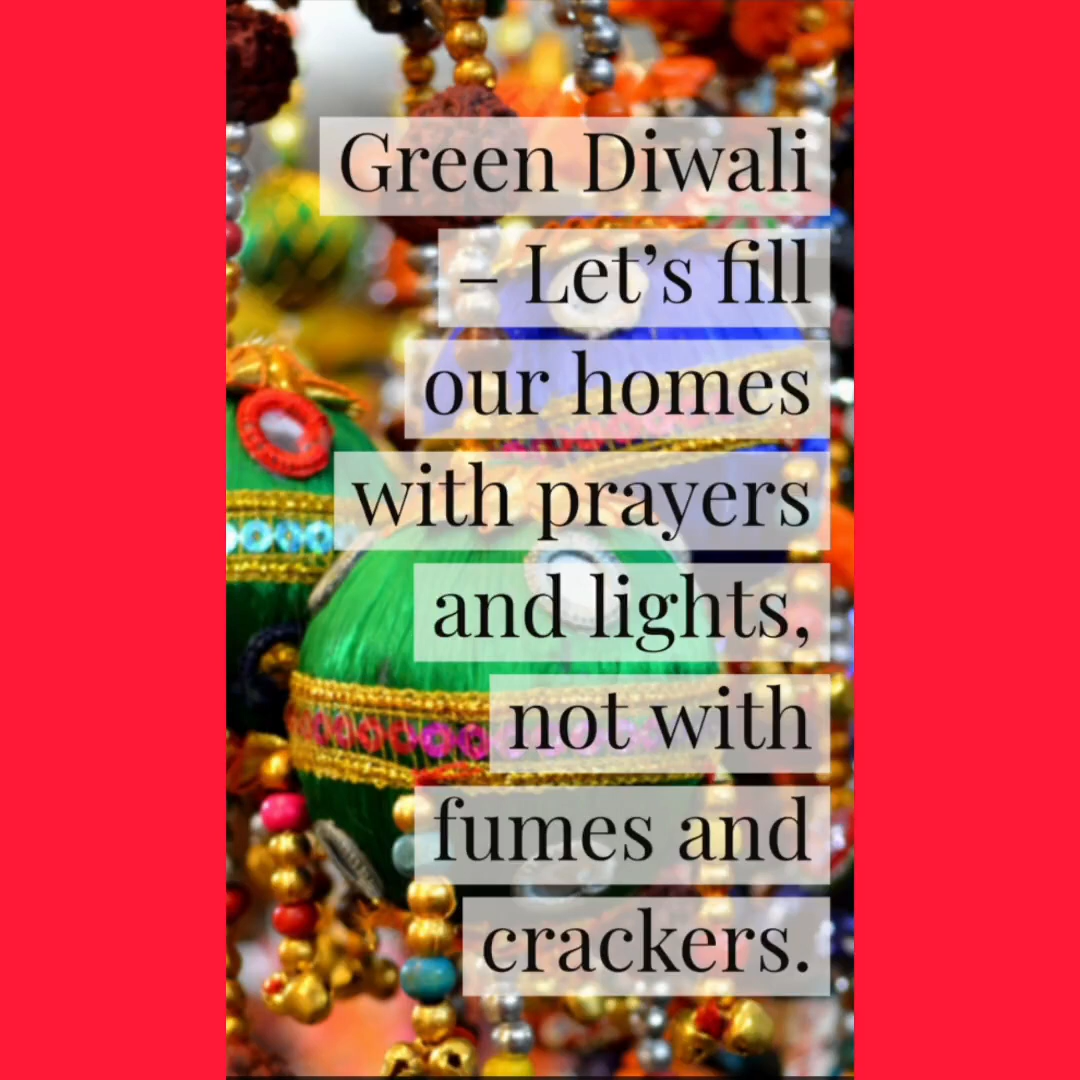 Green Diwali
– Let’s fill
our homes
with prayers
and lights,
not with
fumes and
crackers.